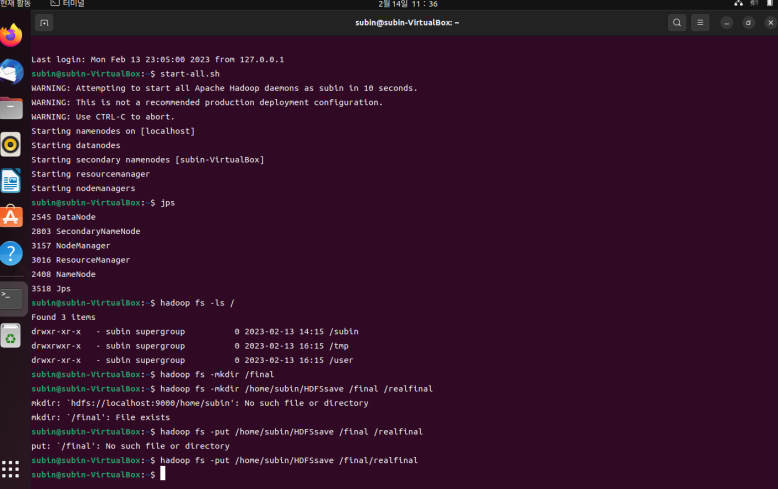 현재 활동 터미널 2월 14일 11 : 36
subin@subin-VirtualBox: ~
Last login: Mon Feb 13 23:05:00 2023 from 127.0.0.1
subin@subin-VirtualBox:~$ start-all.sh
WARNING: Attempting to start all Apache Hadoop daemons as subin in 10 seconds.
WARNING: This is not a recommended production deployment configuration.
WARNING: Use CTRL-C to abort.
Starting namenodes on [localhost]
Starting datanodes
Starting secondary namenodes [subin-VirtualBox]
Starting resourcemanager
Starting nodemanagers
subin@subin-VirtualBox:~$ jps
2545 DataNode
2803 SecondaryNameNode
3157 NodeManager
3016 ResourceManager
2408 NameNode
3518 Jps
subin@subin-VirtualBox:~$ hadoop fs -ls /
Found 3 items
drwxr-xr-x   - subin supergroup          0 2023-02-13 14:15 /subin
drwxrwxr-x   - subin supergroup          0 2023-02-13 16:15 /tmp
drwxr-xr-x   - subin supergroup          0 2023-02-13 16:15 /user
subin@subin-VirtualBox:~$ hadoop fs -mkdir /final
subin@subin-VirtualBox:~$ hadoop fs -mkdir /home/subin/HDFSsave /final /realfinal
mkdir: `hdfs://localhost:9000/home/subin': No such file or directory
mkdir: `/final': File exists
subin@subin-VirtualBox:~$ hadoop fs -put /home/subin/HDFSsave /final /realfinal
put: `/final': No such file or directory
subin@subin-VirtualBox:~$ hadoop fs -put /home/subin/HDFSsave /final/realfinal
subin@subin-VirtualBox:~$